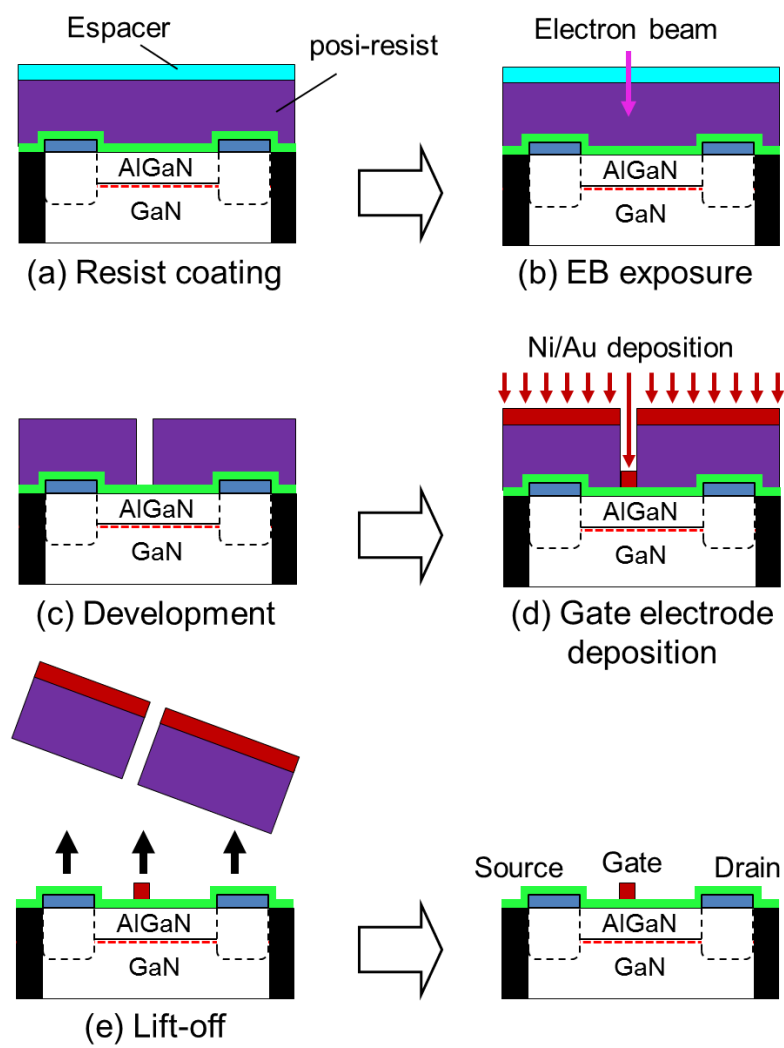 Espacer
posi-resist
AlGaN
GaN
(a) Resist coating
Electron beam
AlGaN
GaN
(b) EB exposure
AlGaN
GaN
(c) Development
Ni/Au deposition
AlGaN
GaN
(d) Gate electrode
deposition
AlGaN
GaN
(e) Lift-off
Source
Gate
Drain
AlGaN
GaN